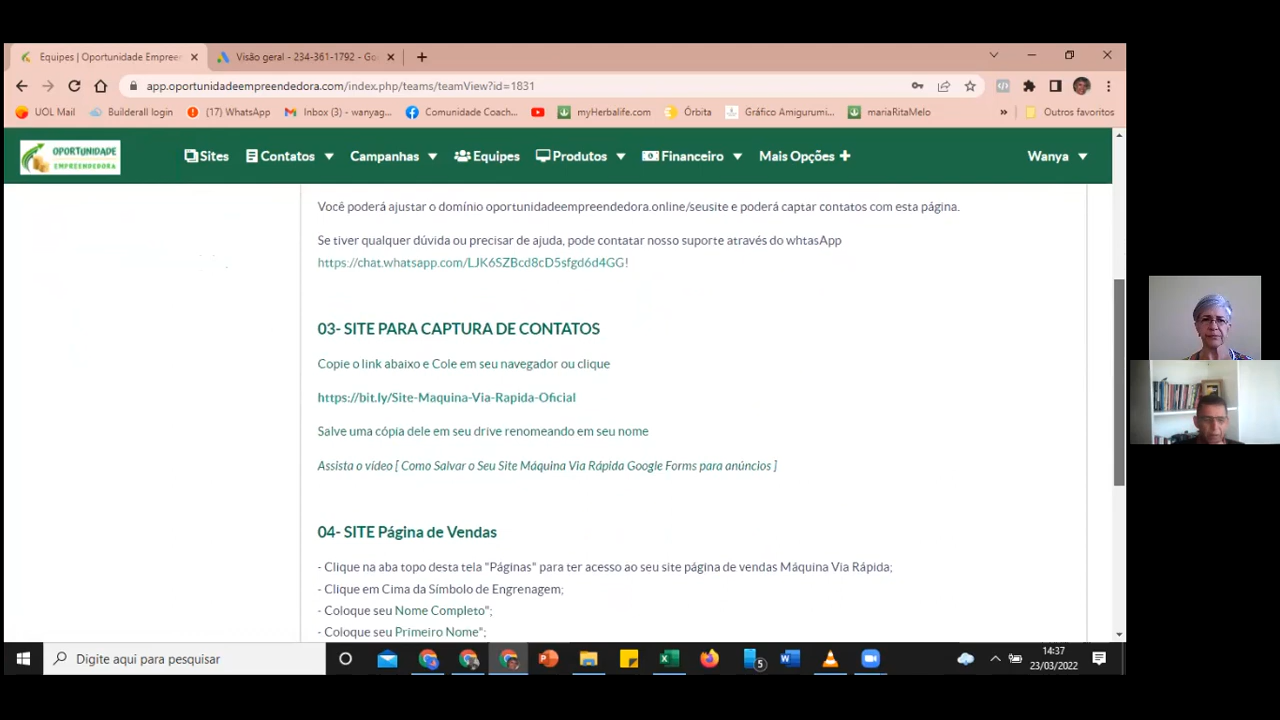 Equipes | Oportunidade Empree
Visão geral - 234-361-1792 - Go
app.oportunidadeempreendedora.com/index.php/teams/teamView?id=1831
UOL Mail
Builderall login
(17) WhatsApp
Inbox (3) - wanyag...
Comunidade Coach...
myHerbalife.com
Órbita
Gráfico Amigurumi...
mariaRitaMelo
»
Outros favoritos
OPORTUNIDADE
EMPREENDEDORA
Sites
Contatos
Campanhas
Equipes
Produtos
Financeiro
Mais Opções +
Wanya
Você poderá ajustar o domínio oportunidadeempreendedora.online/seusite e poderá captar contatos com esta página.
Se tiver qualquer dúvida ou precisar de ajuda, pode contatar nosso suporte através do whtasApp
https://chat.whatsapp.com/LJK6SZBcd8cD5sfgd6d4GG!
03- SITE PARA CAPTURA DE CONTATOS
Copie o link abaixo e Cole em seu navegador ou clique
https://bit.ly/Site-Maquina-Via-Rapida-Oficial
Salve uma cópia dele em seu drive renomeando em seu nome
Assista o vídeo [ Como Salvar o Seu Site Máquina Via Rápida Google Forms para anúncios ]
04- SITE Página de Vendas
- Clique na aba topo desta tela "Páginas" para ter acesso ao seu site página de vendas Máquina Via Rápida;
- Clique em Cima da Símbolo de Engrenagem;
- Coloque seu Nome Completo";
- Coloque seu Primeiro Nome";
Digite aqui para pesquisar
5
14:37
23/03/2022